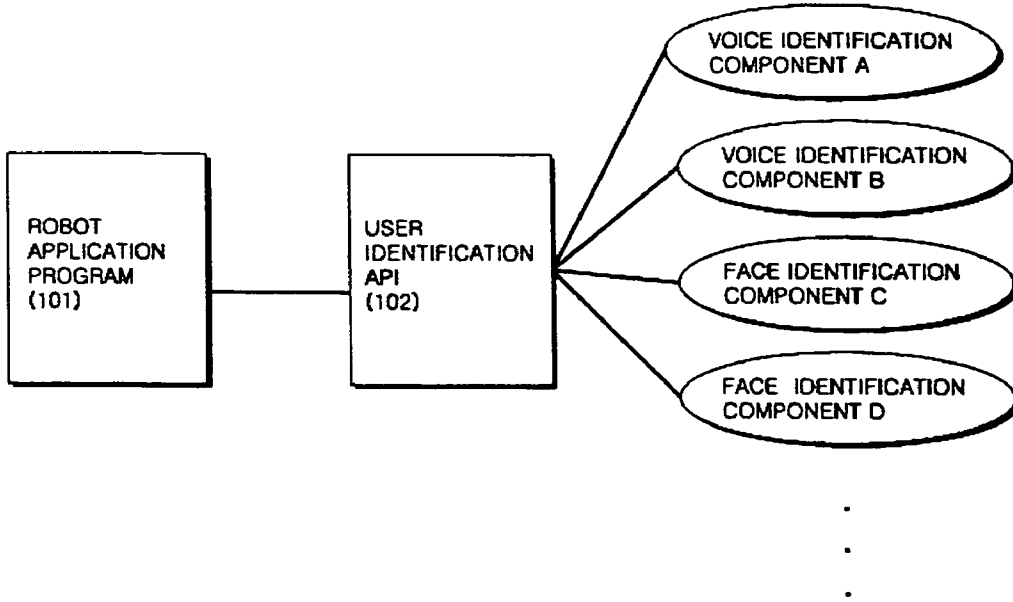 VOICE IDENTIFICATION
COMPONENT A
VOICE IDENTIFICATION
COMPONENT B
ROBOT
APPLICATION
PROGRAM
(101)
USER
IDENTIFICATION
API
(102)
FACE IDENTIFICATION
COMPONENT C
FACE IDENTIFICATION
COMPONENT D